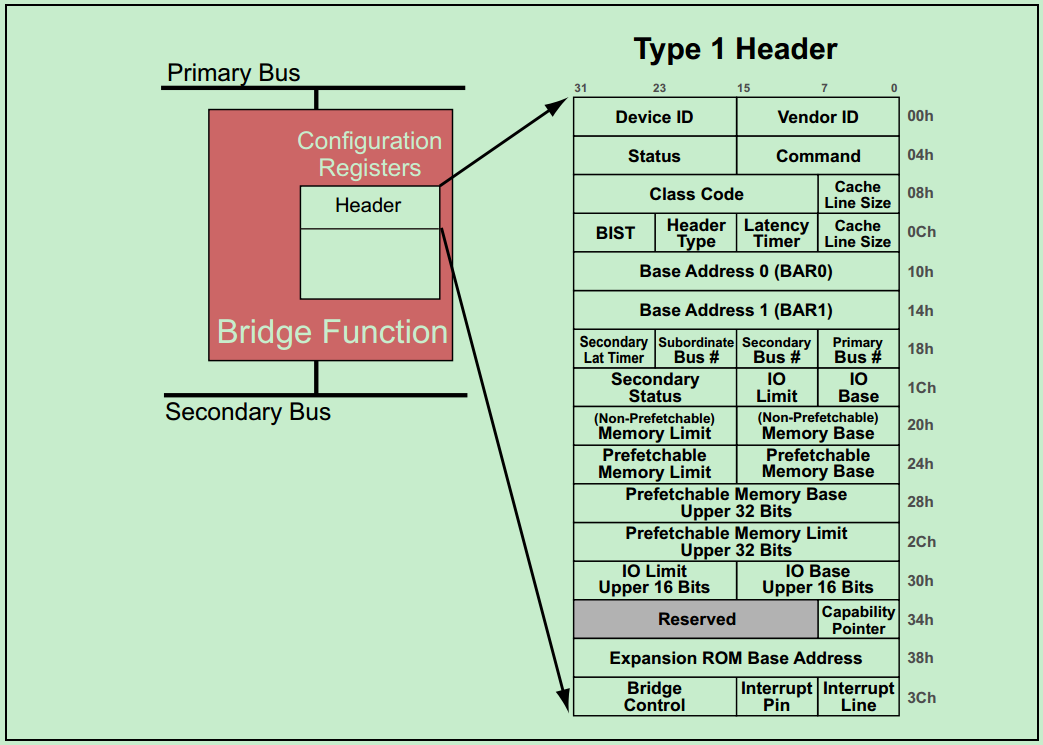 Type 1 Header
Primary Bus
Configuration
Registers
Header
Bridge Function
Secondary Bus
31 23 15 7 0
Device ID Vendor ID 00h
Status Command 04h
Class Code Cache
Line Size 08h
BIST Header
Type Latency
Timer Cache
Line Size 0Ch
Base Address 0 (BAR0) 10h
Base Address 1 (BAR1) 14h
Secondary
Lat Timer Subordinate
Bus # Secondary
Bus # Primary
Bus # 18h
Secondary
Status IO
Limit IO
Base 1Ch
(Non-Prefetchable)
Memory Limit (Non-Prefetchable)
Memory Base 20h
Prefetchable
Memory Limit Prefetchable
Memory Base 24h
Prefetchable Memory Base
Upper 32 Bits 28h
Prefetchable Memory Limit
Upper 32 Bits 2Ch
IO Limit
Upper 16 Bits IO Base
Upper 16 Bits 30h
Reserved Capability
Pointer 34h
Expansion ROM Base Address 38h
Bridge
Control Interrupt
Pin Interrupt
Line 3Ch